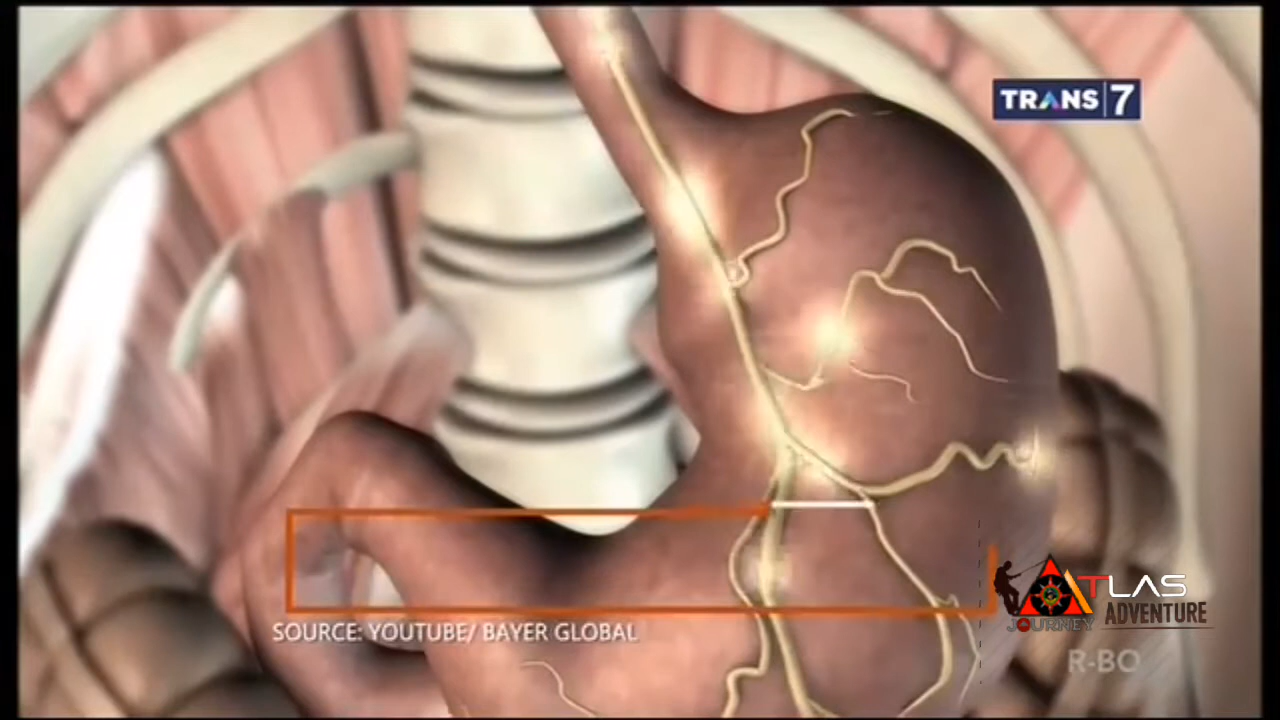 TRANS|7
SOURCE: YOUTUBE/ BAYER GLOBAL
ATLAS
JOURNEY ADVENTURE
R-BO